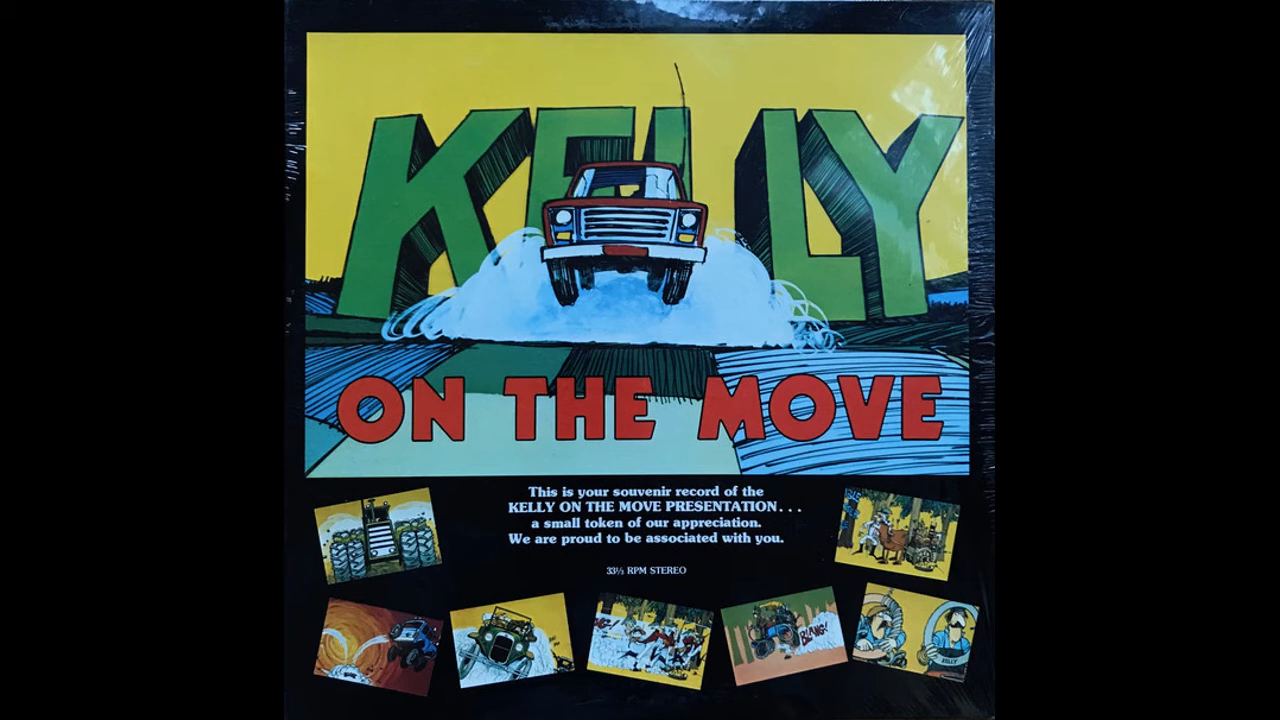 KELLY
ON THE MOVE
This is your souvenir record of the
KELLY ON THE MOVE PRESENTATION...
a small token of our appreciation.
We are proud to be associated with you.
33⅓ RPM STEREO
BLANG!
KELLY